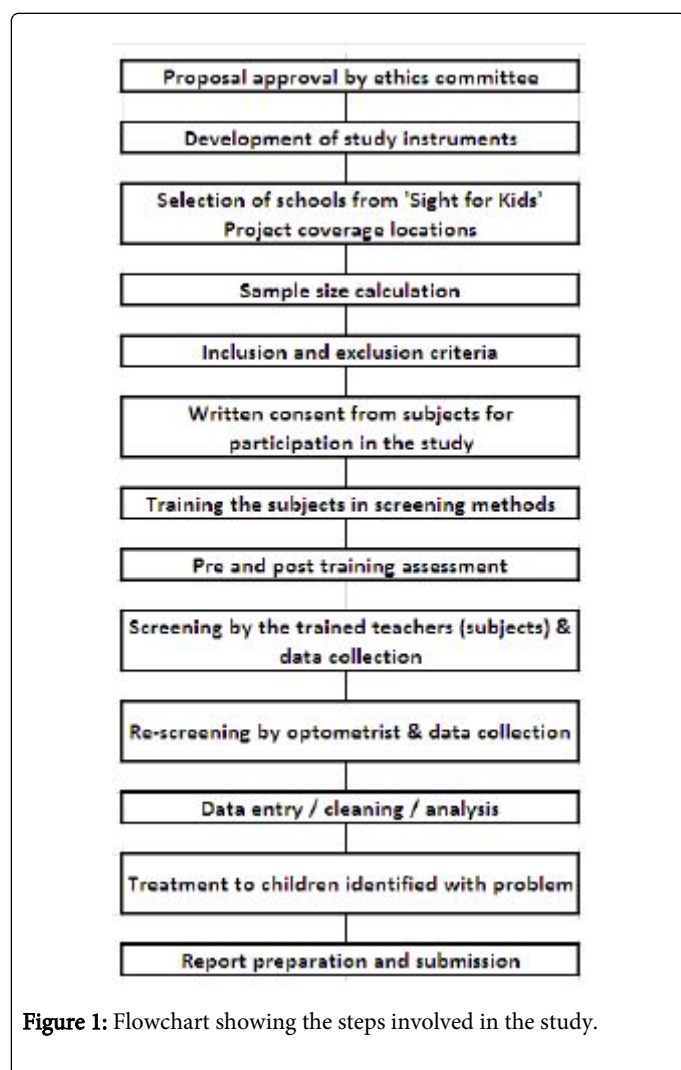 Proposal approval by ethics committee
Development of study instruments
Selection of schools from 'Sight for Kids'
Project coverage locations
Sample size calculation
Inclusion and exclusion criteria
Written consent from subjects for
participation in the study
Training the subjects in screening methods
Pre and post training assessment
Screening by the trained teachers (subjects) &
data collection
Re-screening by optometrist & data collection
Data entry / cleaning / analysis
Treatment to children identified with problem
Report preparation and submission
Figure 1: Flowchart showing the steps involved in the study.